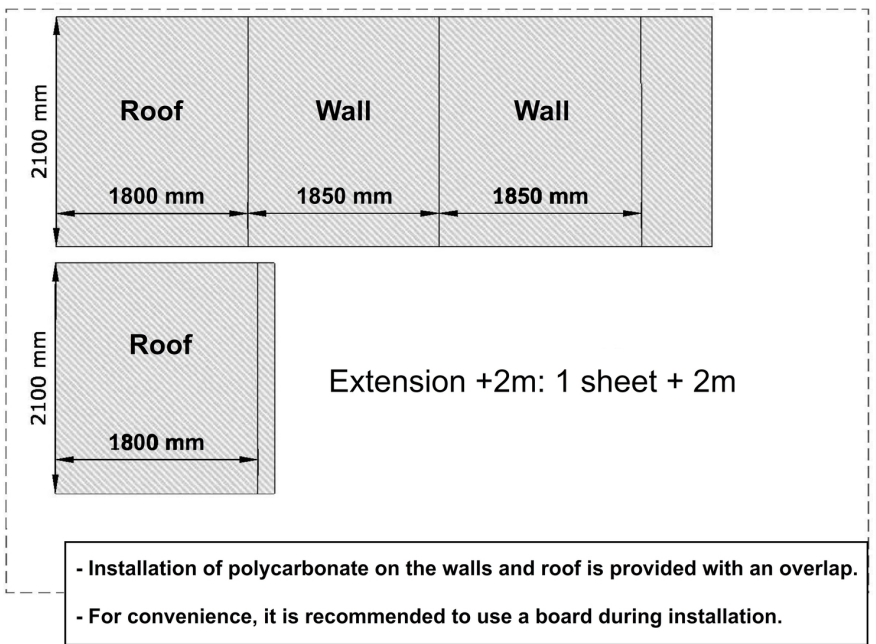 2100 mm
Roof
Wall
Wall
1800 mm
1850 mm
1850 mm
2100 mm
Roof
1800 mm
Extension +2m: 1 sheet + 2m
- Installation of polycarbonate on the walls and roof is provided with an overlap.
- For convenience, it is recommended to use a board during installation.